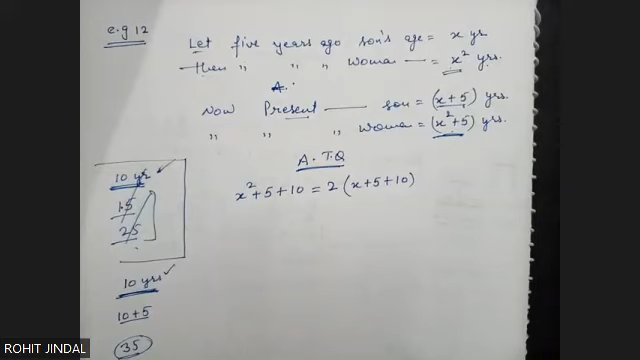 e.g 12
Let five years ago son's age = x yr
Then " " " Woman — = x² yrs.
A.
Now Present — son = (x+5) yrs.
" " " woman = (x²+5) yrs.
A.T.Q
x²+5+10 = 2(x+5+10)
10 yr
15
25
10 yrs ✓
10+5
35
ROHIT JINDAL